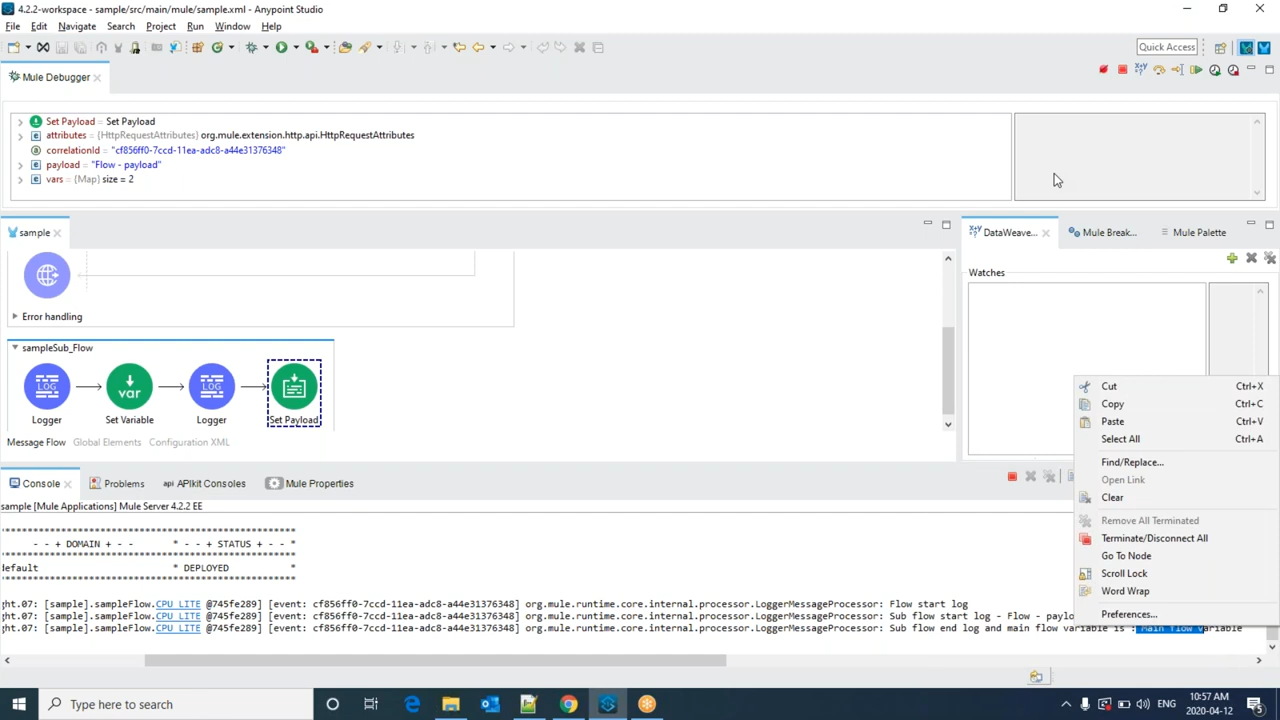 4.2.2-workspace - sample/src/main/mule/sample.xml - Anypoint Studio
File Edit Navigate Search Project Run Window Help
Quick Access
Mule Debugger
Set Payload = Set Payload
attributes = {HttpRequestAttributes} org.mule.extension.http.api.HttpRequestAttributes
correlationId = "cf856ff0-7ccd-11ea-adc8-a44e31376348"
payload = "Flow - payload"
vars = {Map} size = 2
sample
DataWeave... Mule Break... Mule Palette
Watches
Error handling
sampleSub_Flow
LOG var LOG
Logger Set Variable Logger Set Payload
Message Flow Global Elements Configuration XML
Cut Ctrl+X
Copy Ctrl+C
Paste Ctrl+V
Select All Ctrl+A
Find/Replace...
Open Link
Clear
Remove All Terminated
Terminate/Disconnect All
Go To Node
Scroll Lock
Word Wrap
Preferences...
Console Problems api APIkit Consoles Mule Properties
sample [Mule Applications] Mule Server 4.2.2 EE
*******************************************************
- - + DOMAIN + - - * - - + STATUS + - - *
*******************************************************
default * DEPLOYED *
*******************************************************
ght.07: [sample].sampleFlow.CPU_LITE @745fe289] [event: cf856ff0-7ccd-11ea-adc8-a44e31376348] org.mule.runtime.core.internal.processor.LoggerMessageProcessor: Flow start log
ght.07: [sample].sampleFlow.CPU_LITE @745fe289] [event: cf856ff0-7ccd-11ea-adc8-a44e31376348] org.mule.runtime.core.internal.processor.LoggerMessageProcessor: Sub flow start log - Flow - paylo
ght.07: [sample].sampleFlow.CPU_LITE @745fe289] [event: cf856ff0-7ccd-11ea-adc8-a44e31376348] org.mule.runtime.core.internal.processor.LoggerMessageProcessor: Sub flow end log and main flow variable is : Main flow variable
Type here to search
ENG
10:57 AM
2020-04-12
5